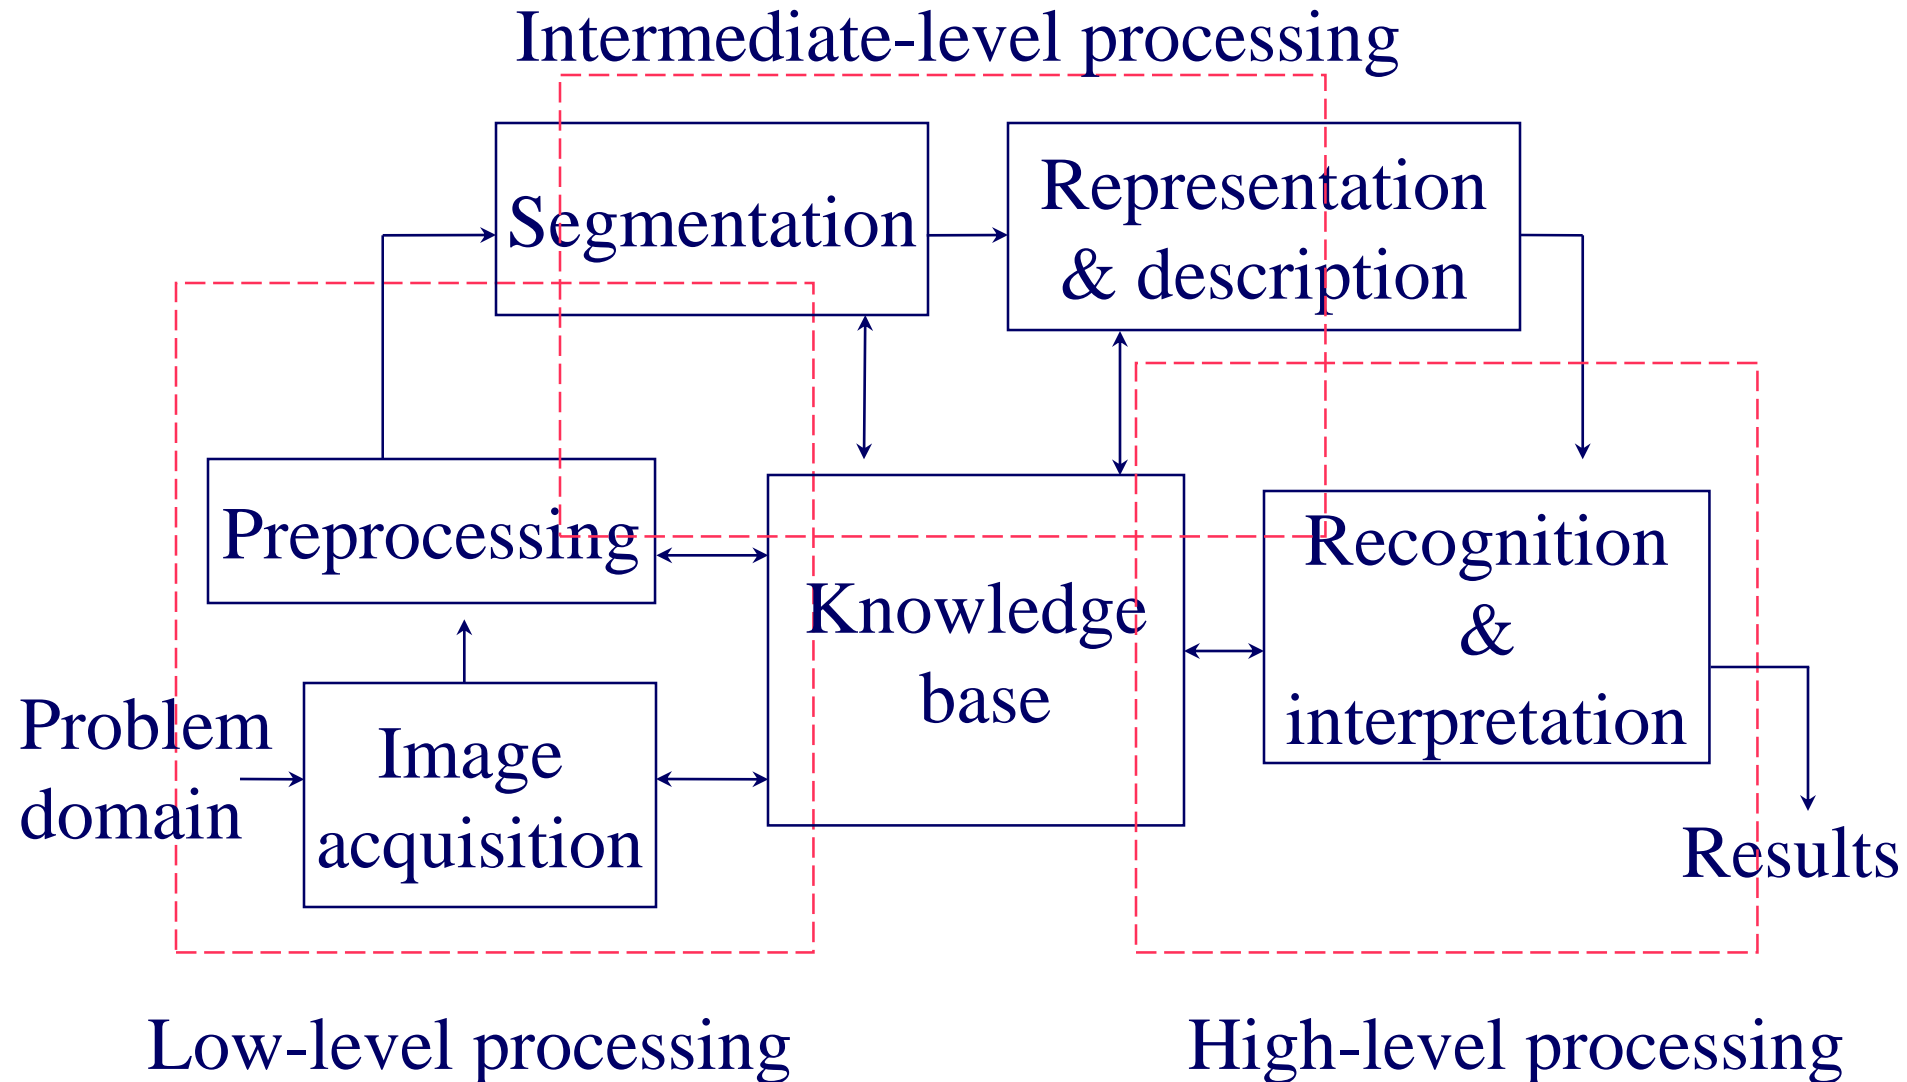 Intermediate-level processing
Segmentation
Representation
& description
Preprocessing
Knowledge
base
Recognition
&
interpretation
Problem
domain
Image
acquisition
Results
Low-level processing
High-level processing